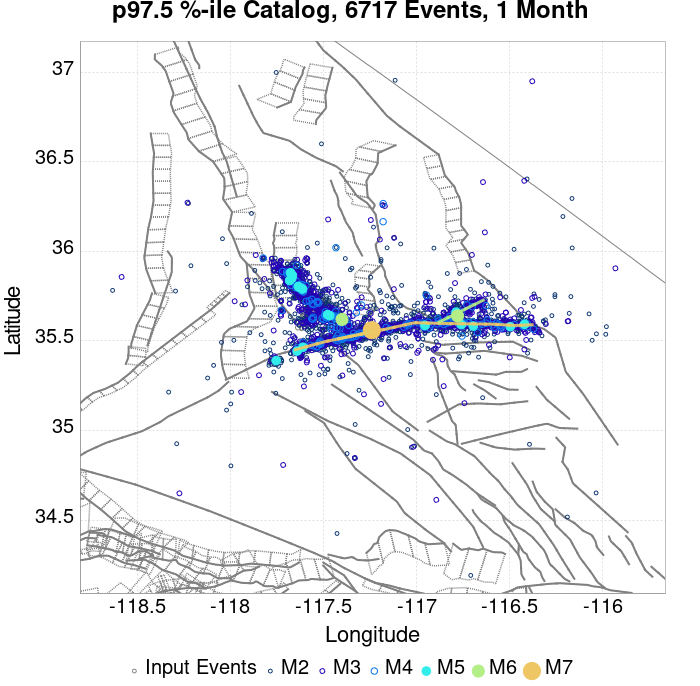 p97.5 %-ile Catalog, 6717 Events, 1 Month
37
36.5
36
35.5
35
34.5
Latitude
-118.5 -118 -117.5 -117 -116.5 -116
Longitude
Input Events M2 M3 M4 M5 M6 M7